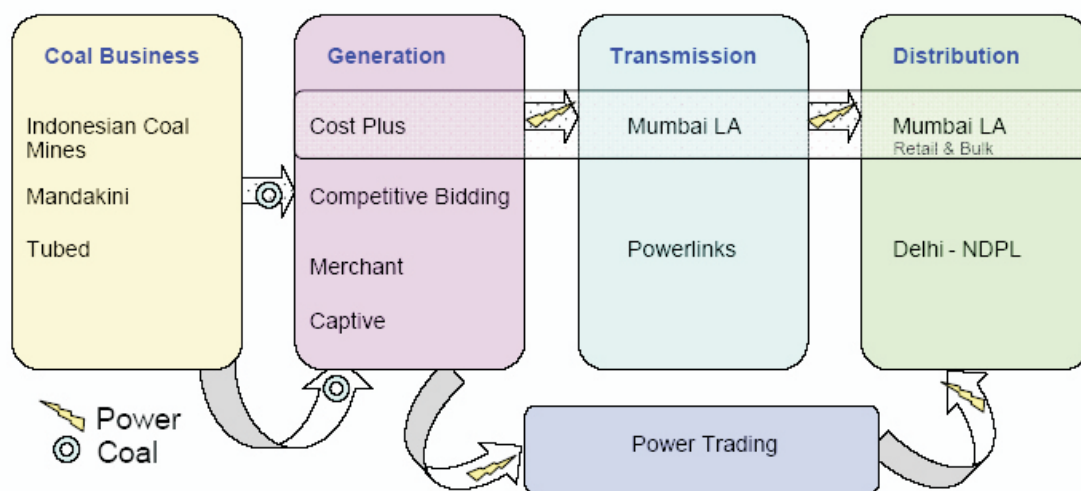 Coal Business
Indonesian Coal
Mines
Mandakini
Tubed
Generation
Cost Plus
Competitive Bidding
Merchant
Captive
Transmission
Mumbai LA
Powerlinks
Distribution
Mumbai LA
Retail & Bulk
Delhi - NDPL
Power Trading
Power
Coal